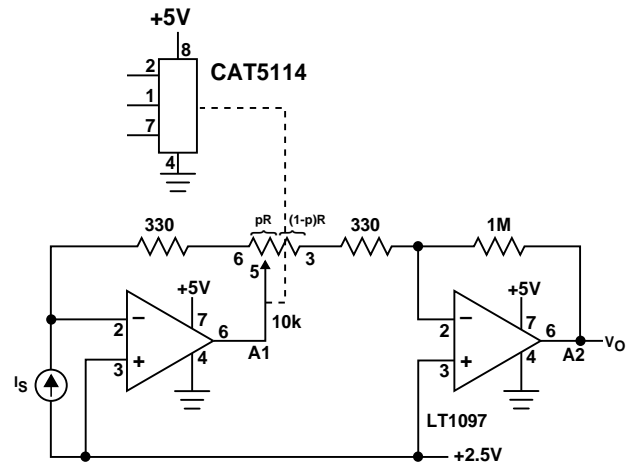 +5V
8
CAT5114
2
1
7
4
330
pR
(1-p)R
330
1M
6
3
5
+5V
+5V
2
7
6
A1
10k
3
4
2
7
6
A2
VO
3
4
–
+
–
+
IS
LT1097
+2.5V